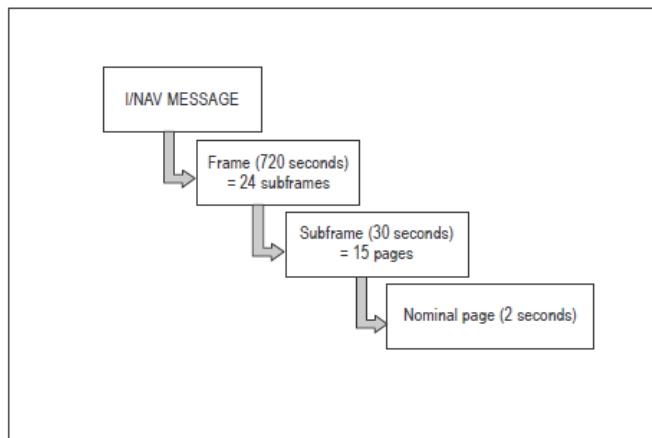 I/NAV MESSAGE
Frame (720 seconds)
= 24 subframes
Subframe (30 seconds)
= 15 pages
Nominal page (2 seconds)